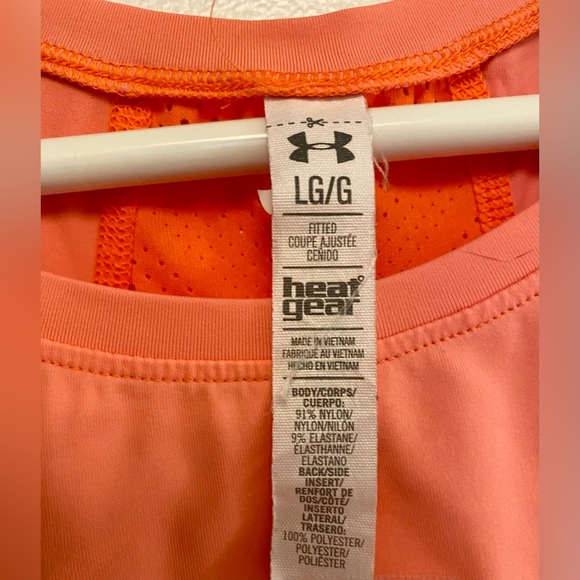 LG/G
FITTED
COUPE AJUSTÉE
CEÑIDO
heat
gear
MADE IN VIETNAM
FABRIQUÉ AU VIETNAM
HECHO EN VIETNAM
BODY/CORPS/
CUERPO:
91% NYLON/
NYLON/NILÓN
9% ELASTANE/
ÉLASTHANNE/
ELASTANO
BACK/SIDE
INSERT/
RENFORT DE
DOS/CÔTÉ/
INSERTO
LATERAL/
TRASERO:
100% POLYESTER/
POLYESTER/
POLIÉSTER